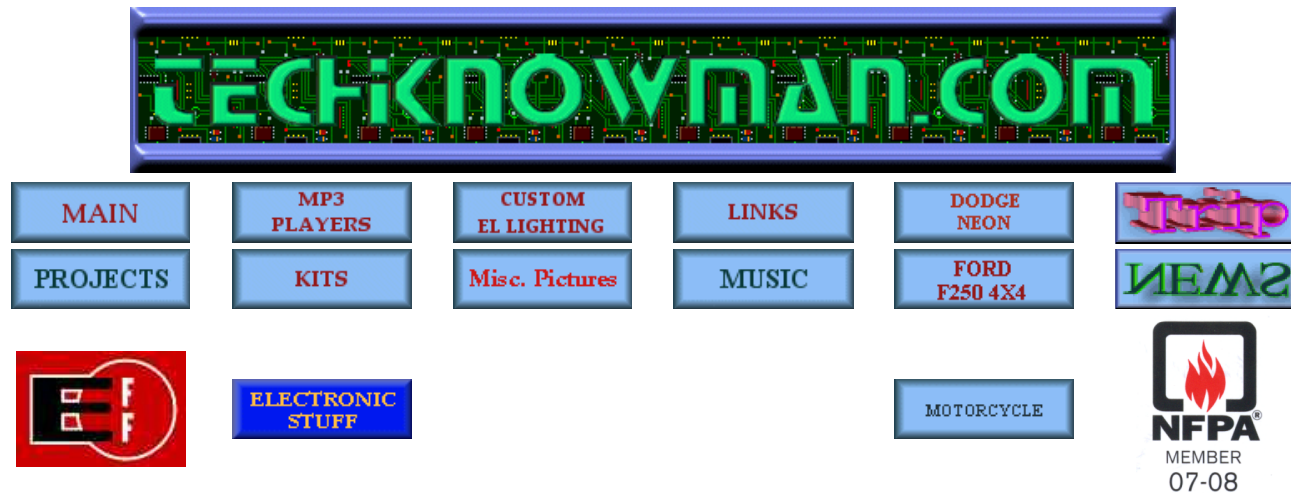 TECHKNOWMAN.COM
MAIN
MP3
PLAYERS
CUSTOM
EL LIGHTING
LINKS
DODGE
NEON
Trip
PROJECTS
KITS
Misc. Pictures
MUSIC
FORD
F250 4X4
NEWS
EFF
ELECTRONIC
STUFF
MOTORCYCLE
NFPA®
MEMBER
07-08